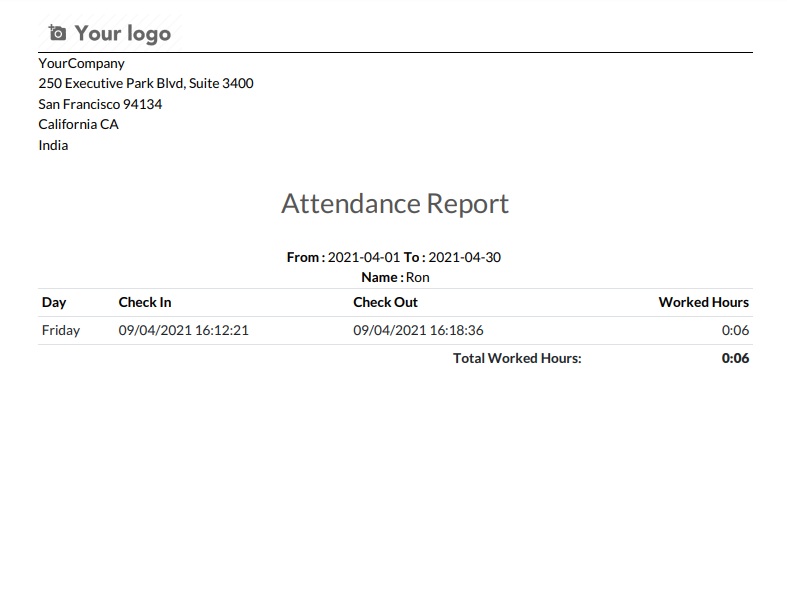 Your logo
YourCompany
250 Executive Park Blvd, Suite 3400
San Francisco 94134
California CA
India
Attendance Report
From : 2021-04-01 To : 2021-04-30
Name : Ron
Day Check In Check Out Worked Hours
Friday 09/04/2021 16:12:21 09/04/2021 16:18:36 0:06
Total Worked Hours: 0:06